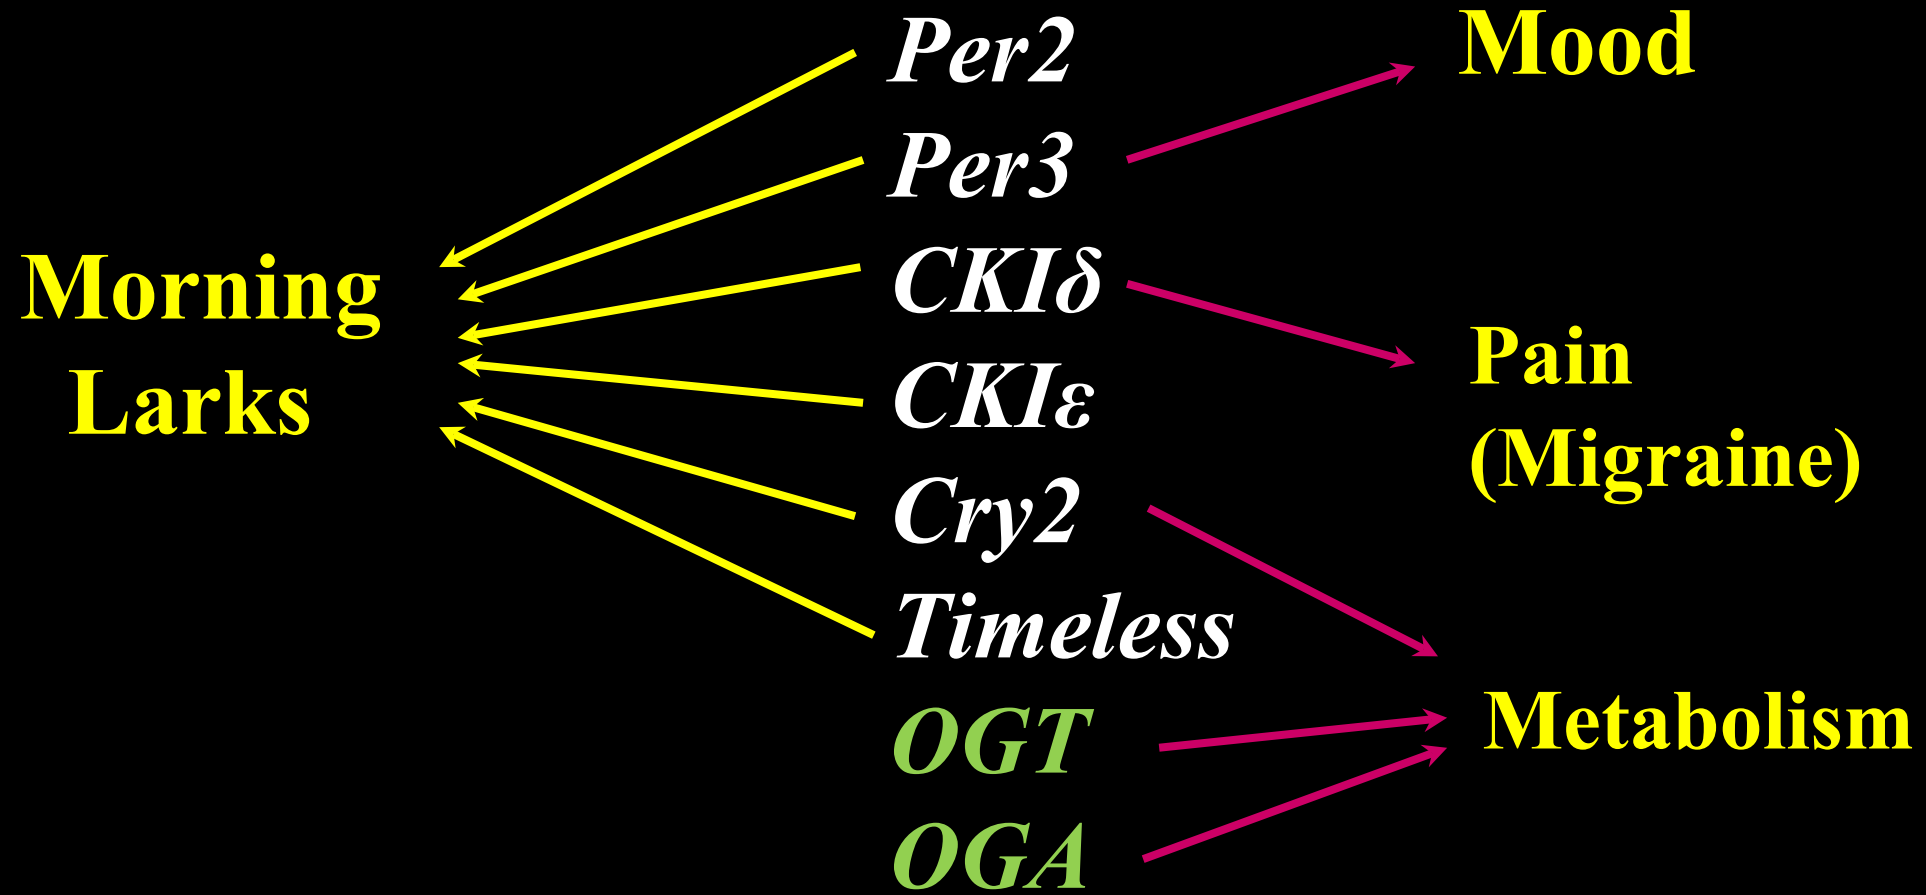 Morning
Larks
Per2
Per3
CKIδ
CKIε
Cry2
Timeless
OGT
OGA
Mood
Pain
(Migraine)
Metabolism